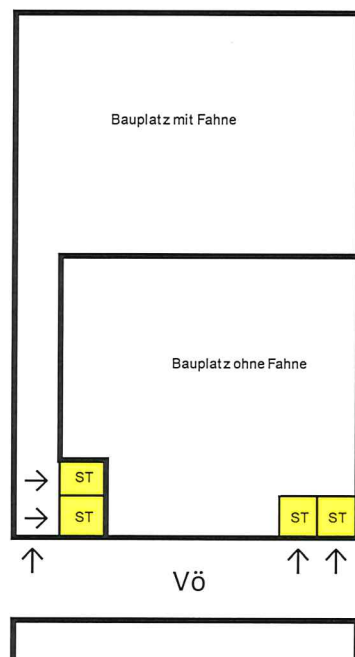 Bauplatz mit Fahne
Bauplatz ohne Fahne
ST
ST
ST ST
Vö